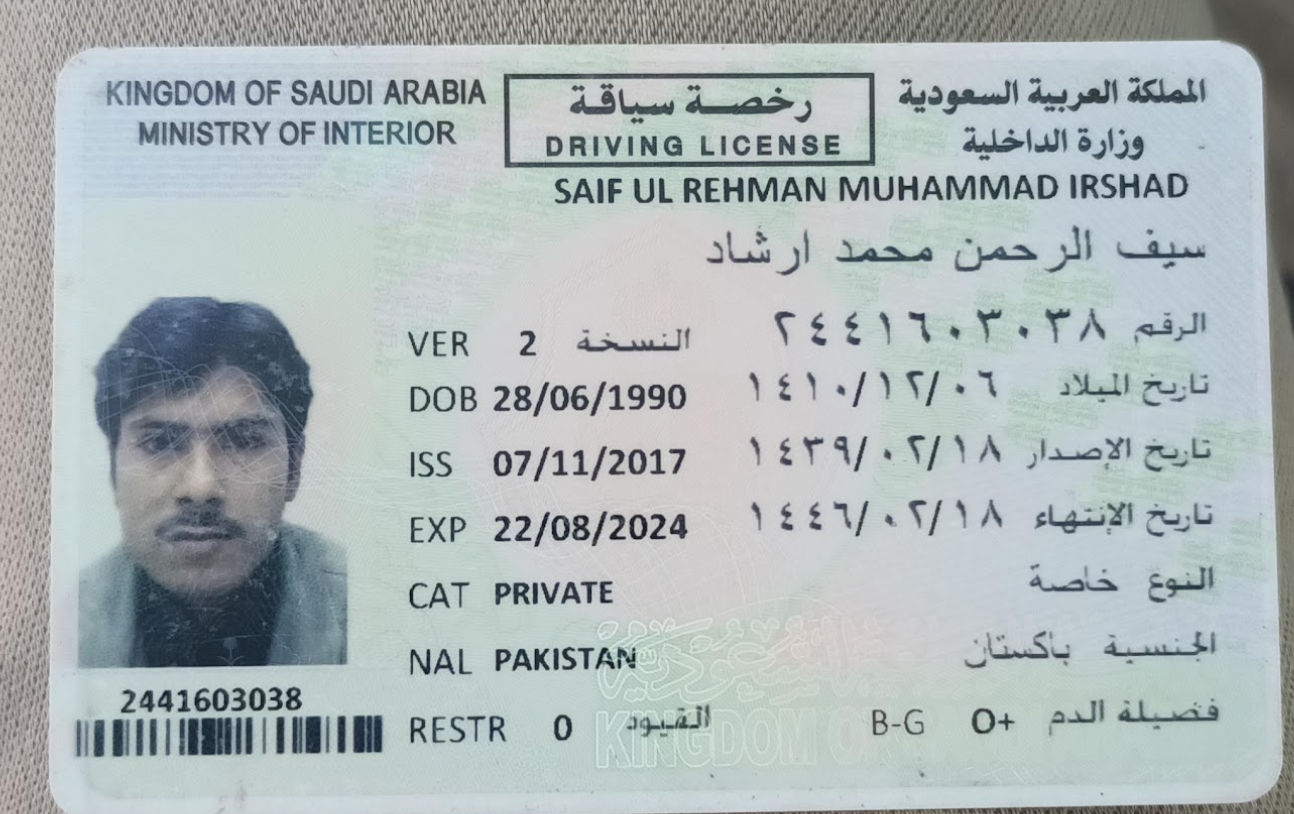 KINGDOM OF SAUDI ARABIA
MINISTRY OF INTERIOR
رخصة سياقة
DRIVING LICENSE
المملكة العربية السعودية
وزارة الداخلية
SAIF UL REHMAN MUHAMMAD IRSHAD
سيف الرحمن محمد ارشاد
الرقم ٢٤٤١٦٠٣٠٣٨
VER 2 النسخة
DOB 28/06/1990 ١٤١٠/١٢/٠٦ تاريخ الميلاد
ISS 07/11/2017 ١٤٣٩/٠٢/١٨ تاريخ الإصدار
EXP 22/08/2024 ١٤٤٦/٠٢/١٨ تاريخ الإنتهاء
CAT PRIVATE النوع خاصة
NAL PAKISTAN الجنسية باكستان
2441603038
RESTR 0 القيود B-G O+ فصيلة الدم
KINGDOM O